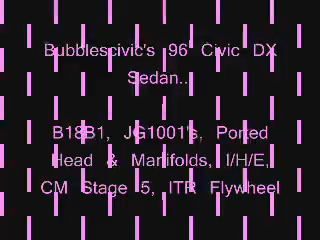 Bubblescivic's 96' Civic DX
Sedan...
B18B1, JG1001's, Ported
Head & Manifolds, I/H/E,
CM Stage 5, ITR Flywheel